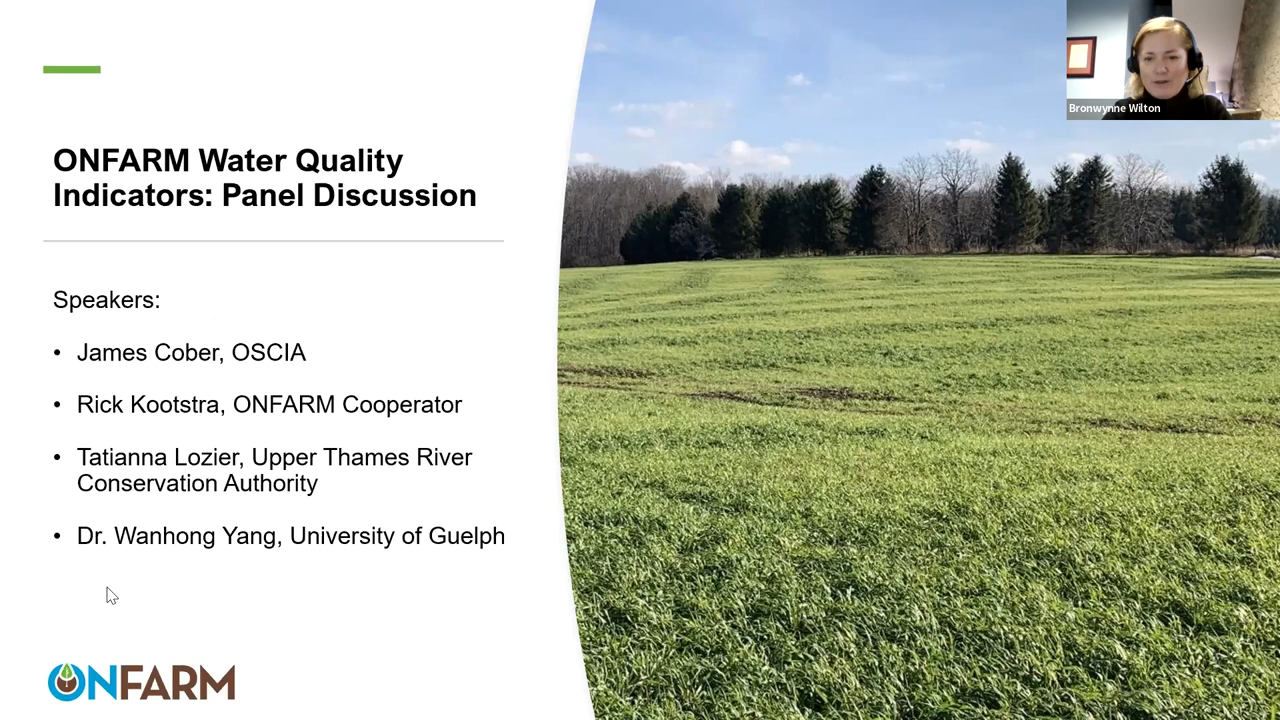 Bronwynne Wilton
ONFARM Water Quality
Indicators: Panel Discussion
Speakers:
• James Cober, OSCIA
• Rick Kootstra, ONFARM Cooperator
• Tatianna Lozier, Upper Thames River
Conservation Authority
• Dr. Wanhong Yang, University of Guelph
ONFARM